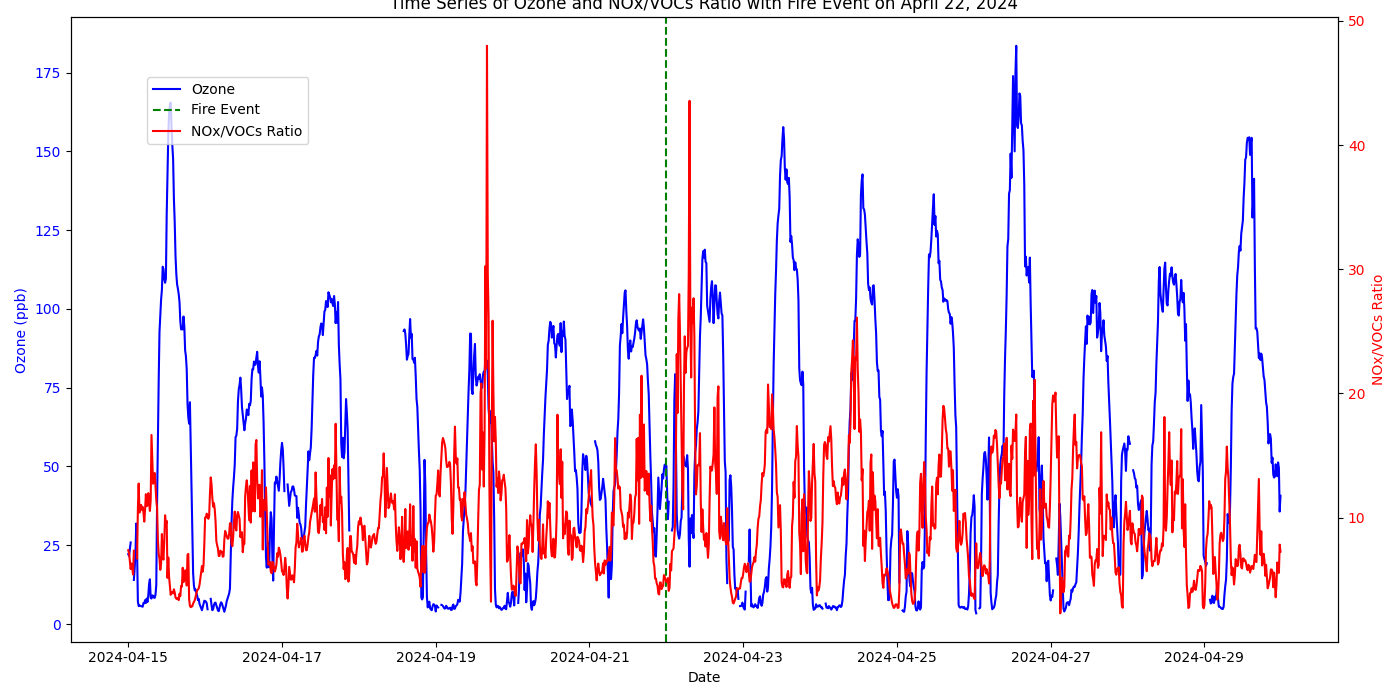 Time Series of Ozone and NOx/VOCs Ratio with Fire Event on April 22, 2024
Ozone
Fire Event
NOx/VOCs Ratio
Ozone (ppb)
175
150
125
100
75
50
25
0
NOx/VOCs Ratio
50
40
30
20
10
2024-04-15 2024-04-17 2024-04-19 2024-04-21 2024-04-23 2024-04-25 2024-04-27 2024-04-29
Date